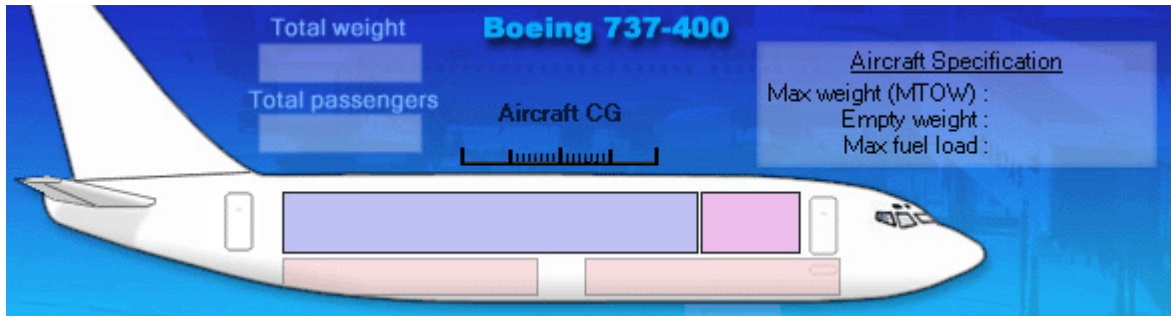 Total weight
Boeing 737-400
Aircraft Specification
Total passengers
Max weight (MTOW) :
Aircraft CG
Empty weight :
Max fuel load :